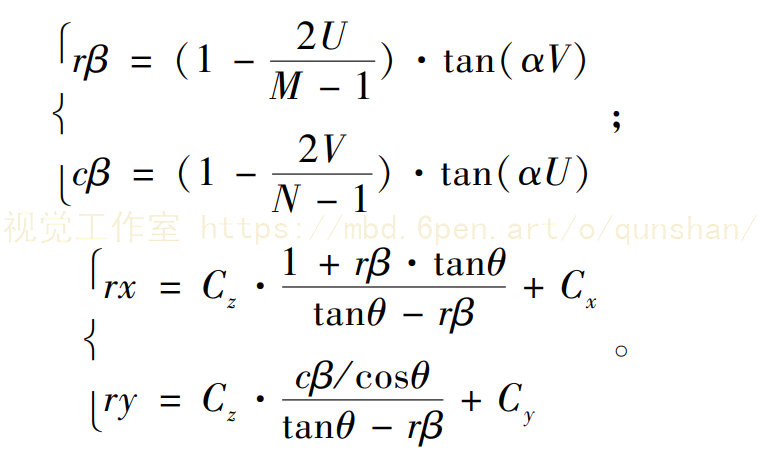 rβ = (1 - 2U/(M - 1)) · tan(αV)
cβ = (1 - 2V/(N - 1)) · tan(αU) ;
视觉工作室 https://mbd.6pen.art/o/qunshan/
rx = C_z · (1 + rβ · tanθ)/(tanθ - rβ) + C_x
ry = C_z · (cβ/cosθ)/(tanθ - rβ) + C_y 。